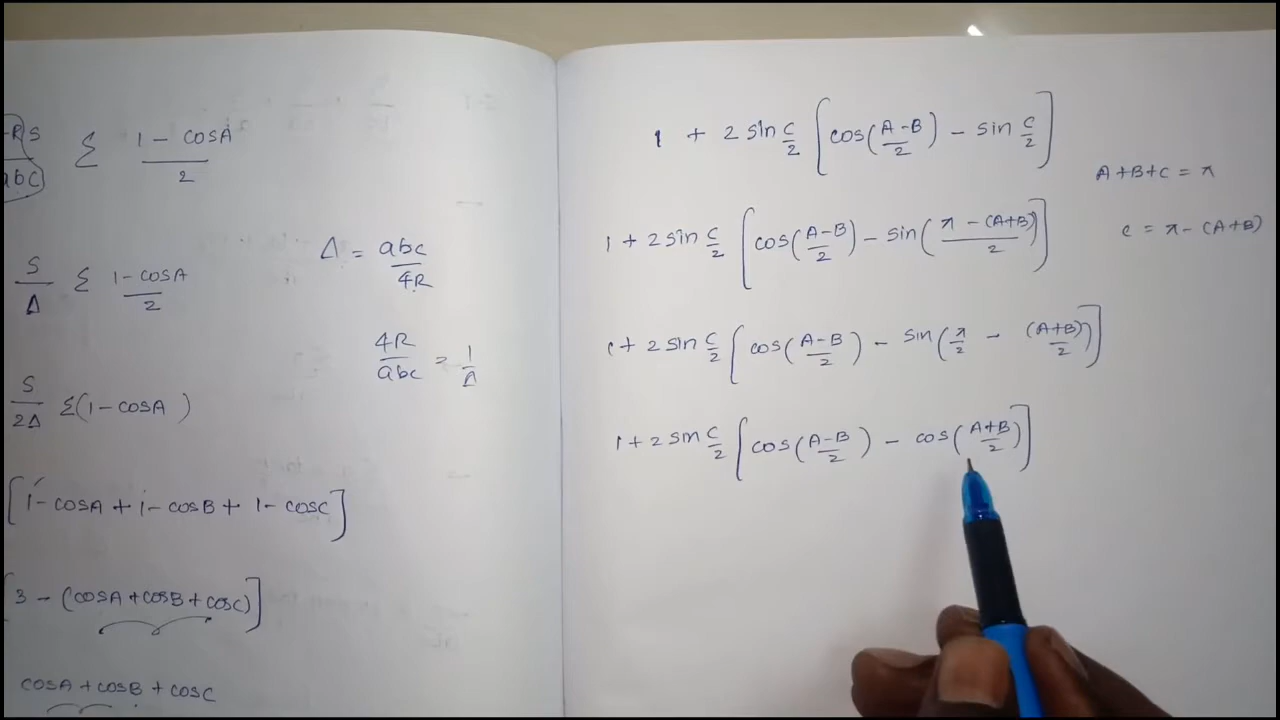 -RS/abc Σ 1 - cosA/2
S/Δ Σ 1-cosA/2
S/2Δ Σ(1-cosA)
[1-cosA + 1-cosB + 1-cosC]
[3 - (cosA+cosB+cosC)]
cosA + cosB + cosC
Δ = abc/4R
4R/abc = 1/Δ
1 + 2 sin C/2 [cos(A-B/2) - sin C/2]
A+B+C = π
1 + 2 sin C/2 [cos(A-B/2) - sin(π-(A+B)/2)]
C = π-(A+B)
1 + 2 sin C/2 [cos(A-B/2) - sin(π/2 - (A+B)/2)]
1 + 2 sin C/2 [cos(A-B/2) - cos(A+B/2)]